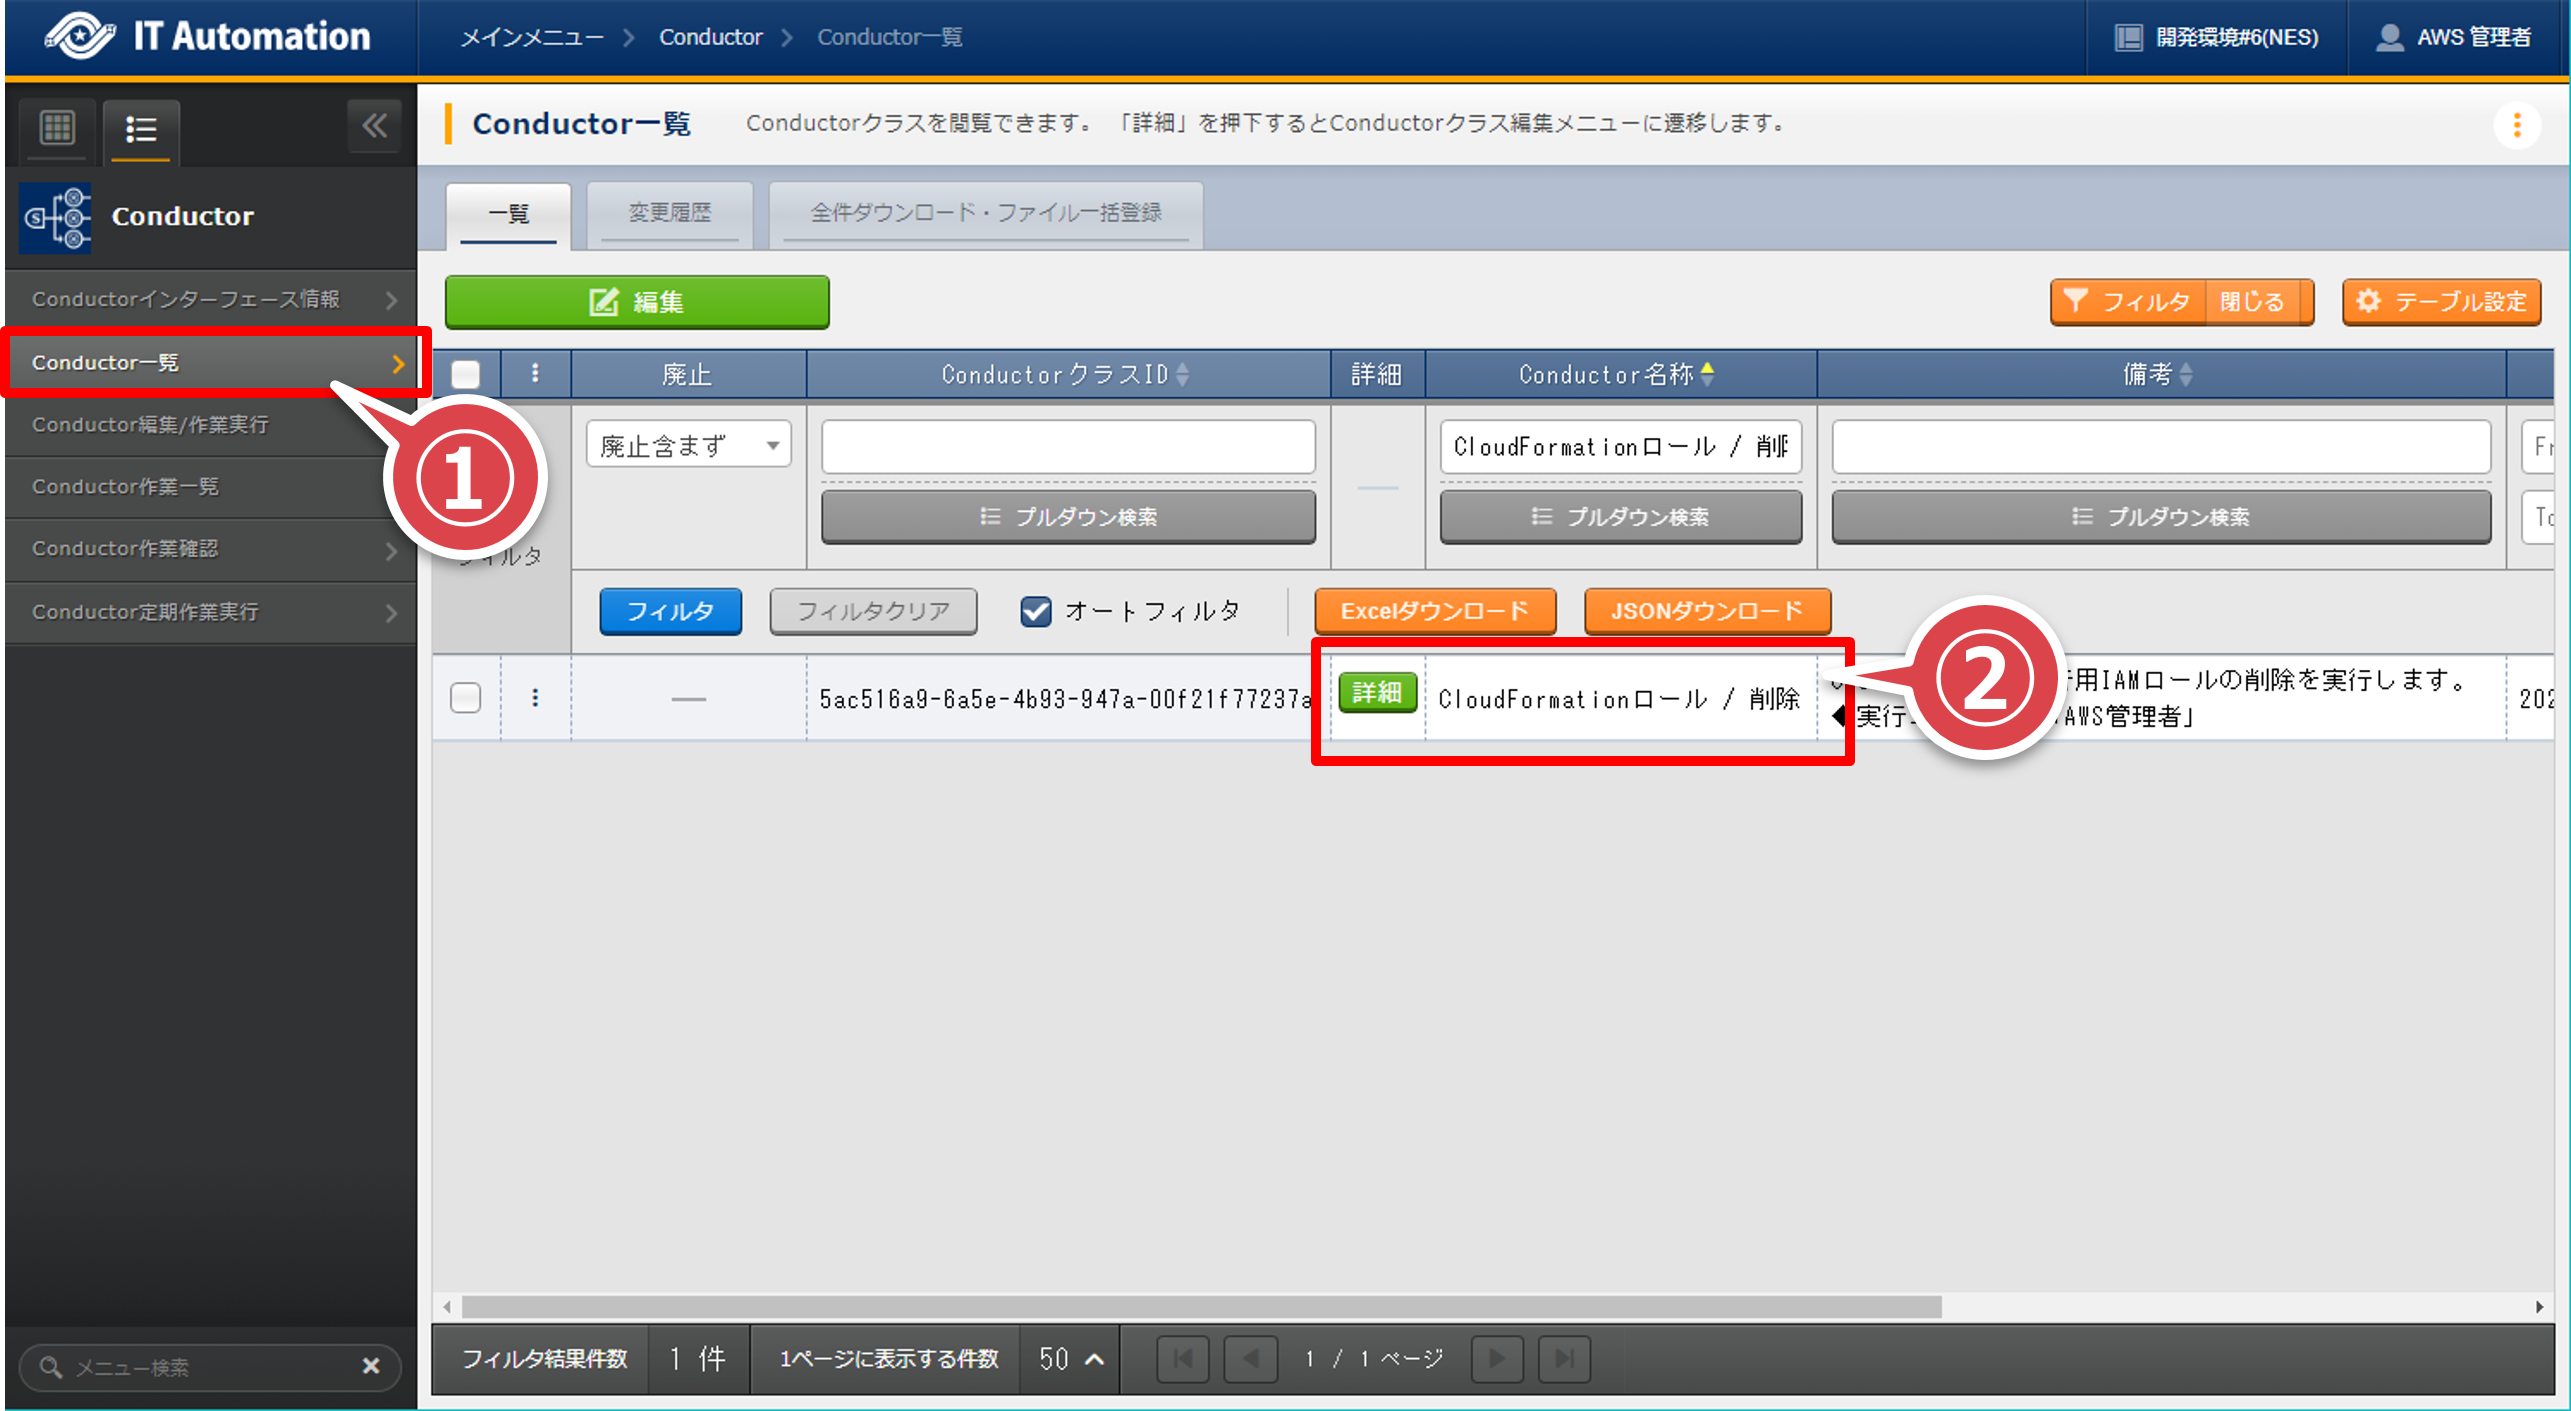 IT Automation
メインメニュー > Conductor > Conductor一覧
開発環境#6(NES)
AWS 管理者
Conductor一覧
Conductorクラスを閲覧できます。 「詳細」を押下するとConductorクラス編集メニューに遷移します。
Conductor
一覧
変更履歴
全件ダウンロード・ファイル一括登録
Conductorインターフェース情報
Conductor一覧
Conductor編集/作業実行
Conductor作業一覧
Conductor作業確認
Conductor定期作業実行
①
編集
フィルタ 閉じる
テーブル設定
廃止
ConductorクラスID
詳細
Conductor名称
備考
廃止含まず
CloudFormationロール / 削
プルダウン検索
プルダウン検索
プルダウン検索
ルタ
フィルタ
フィルタクリア
オートフィルタ
Excelダウンロード
JSONダウンロード
②
5ac516a9-6a5e-4b93-947a-00f21f77237a
詳細
CloudFormationロール / 削除
用IAMロールの削除を実行します。
◆実行
AWS管理者」
202
メニュー検索
フィルタ結果件数
1 件
1ページに表示する件数
50
1 / 1 ページ